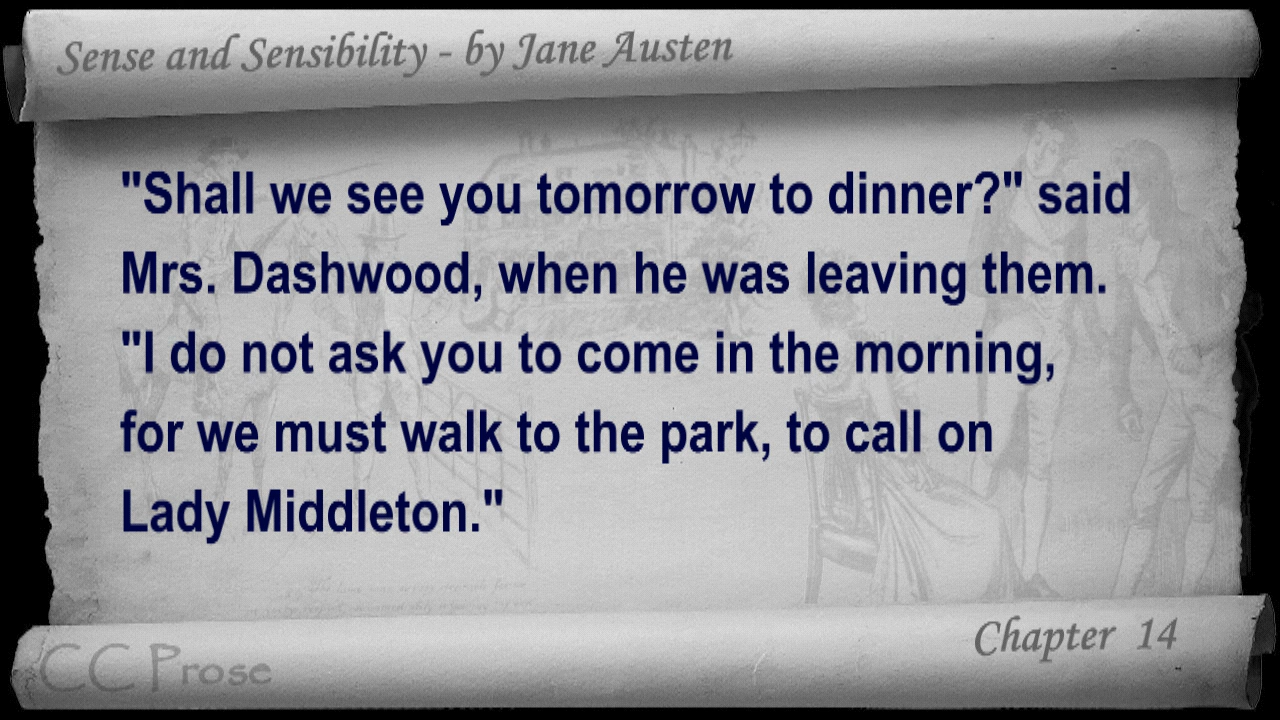 Sense and Sensibility - by Jane Austen
"Shall we see you tomorrow to dinner?" said
Mrs. Dashwood, when he was leaving them.
"I do not ask you to come in the morning,
for we must walk to the park, to call on
Lady Middleton."
Chapter 14
CC Prose